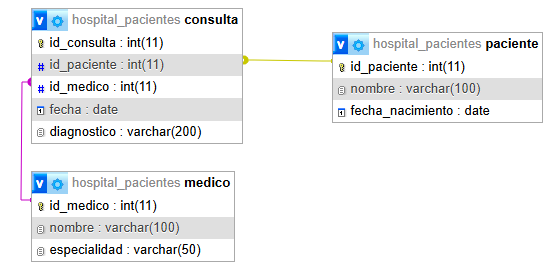 hospital_pacientes consulta
id_consulta : int(11)
id_paciente : int(11)
id_medico : int(11)
fecha : date
diagnostico : varchar(200)
hospital_pacientes paciente
id_paciente : int(11)
nombre : varchar(100)
fecha_nacimiento : date
hospital_pacientes medico
id_medico : int(11)
nombre : varchar(100)
especialidad : varchar(50)